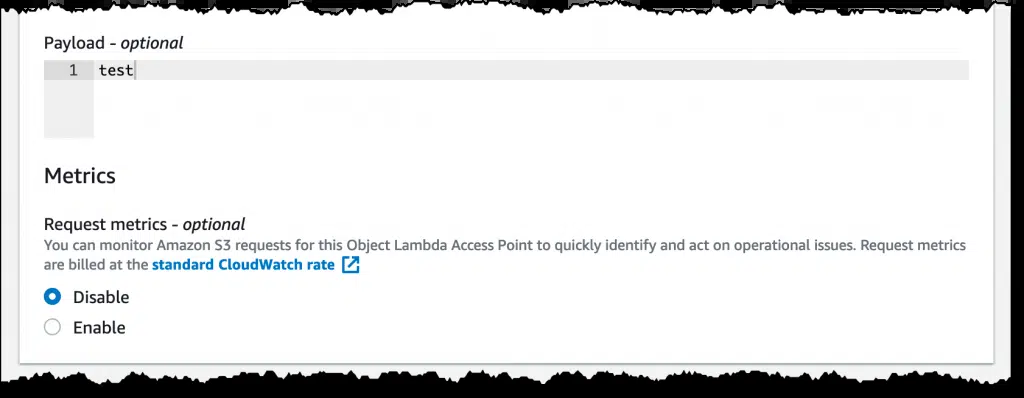 Payload - optional
1 test
Metrics
Request metrics - optional
You can monitor Amazon S3 requests for this Object Lambda Access Point to quickly identify and act on operational issues. Request metrics
are billed at the standard CloudWatch rate
Disable
Enable